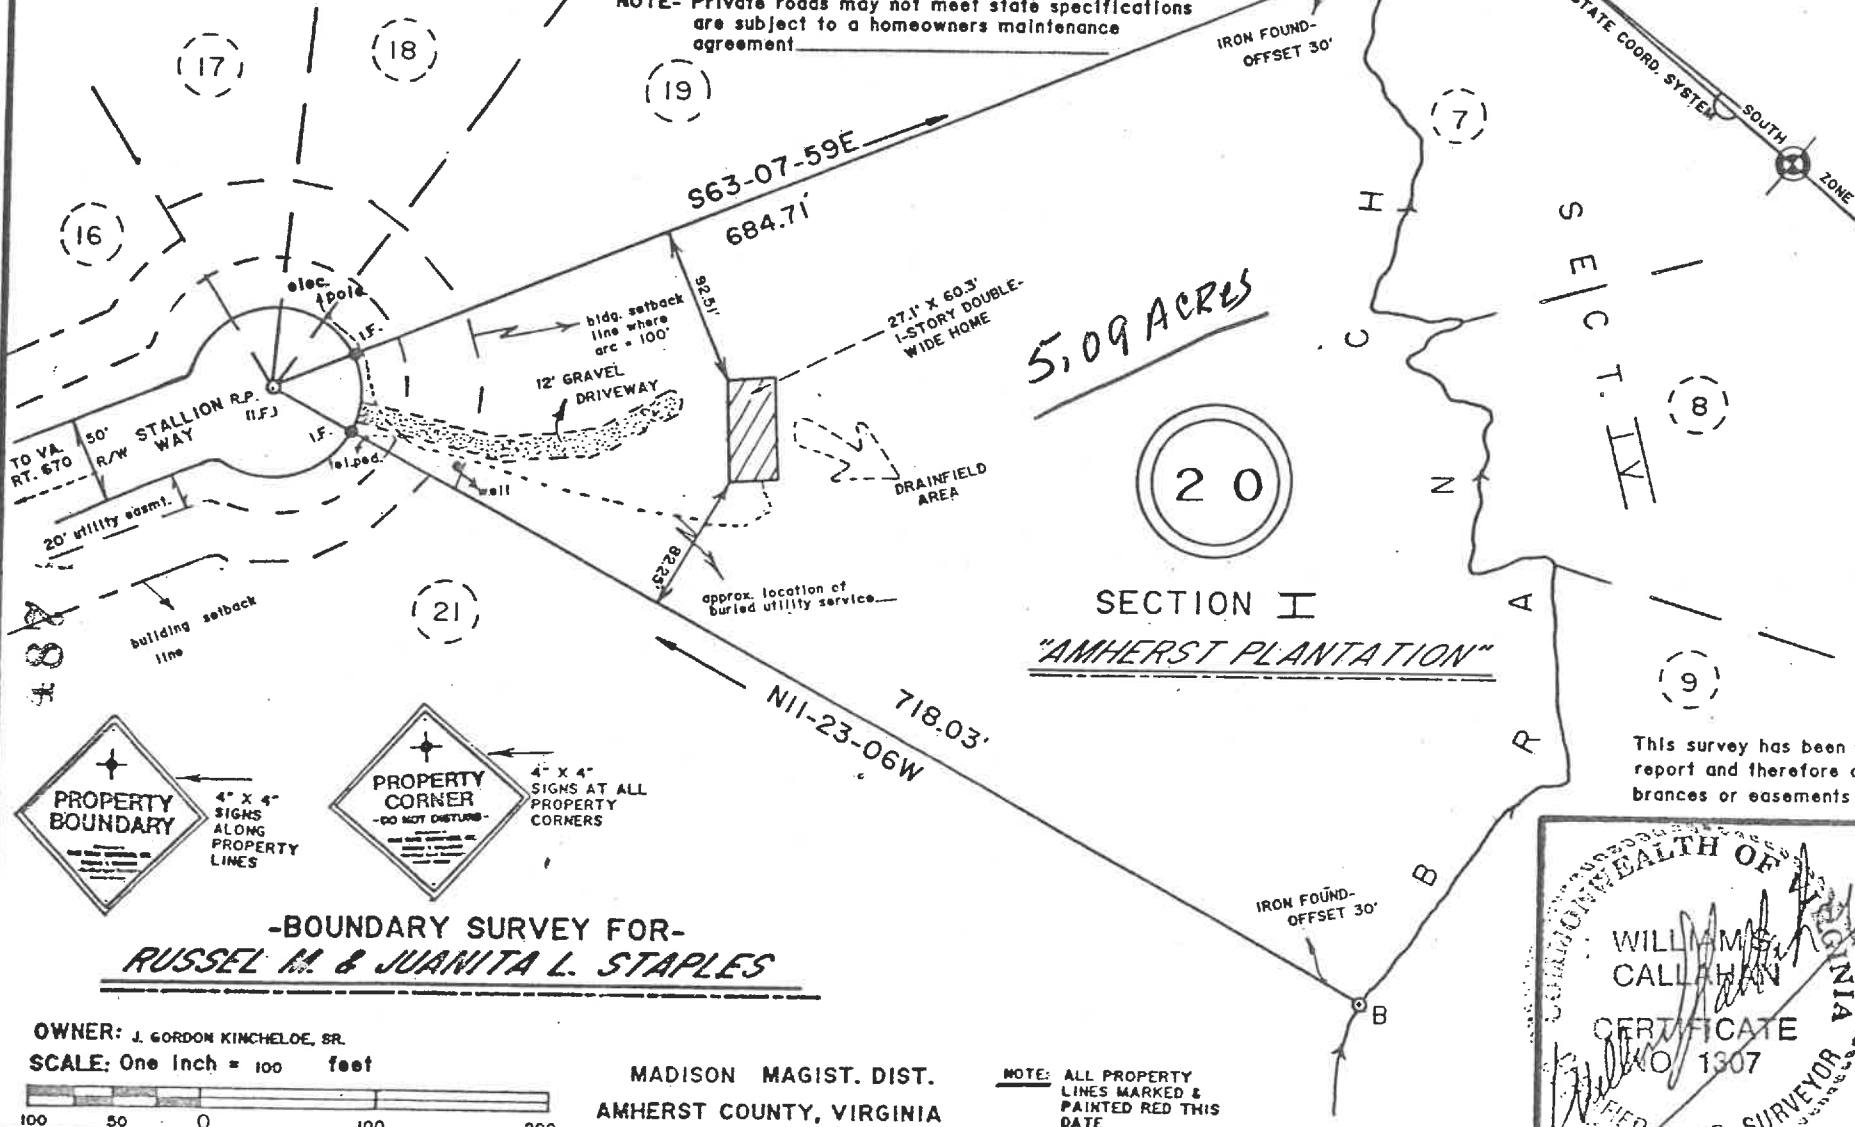 NOTE- Private roads may not meet state specifications
are subject to a homeowners maintenance
agreement
IRON FOUND-
OFFSET 30'
STATE COORD. SYSTEM
SOUTH
ZONE
17
18
19
7
16
S63-07-59E
684.71'
elec.
pole
I.F.
bldg. setback
line where
arc = 100'
92.51'
27.1' X 60.3'
1-STORY DOUBLE-
WIDE HOME
5.09 ACRES
12' GRAVEL
DRIVEWAY
STALLION
WAY
R.P.
(I.F.)
I.F.
TO VA.
RT. 670
50'
R/W
tel.ped.
well
20' utility easmt.
DRAINFIELD
AREA
20
SECT. IV
8
82.25'
approx. location of
buried utility service
building setback
line
21
SECTION I
"AMHERST PLANTATION"
9
BRANCH
N11-23-06W
718.03'
This survey has been
report and therefore
brances or easements
PROPERTY
BOUNDARY
4" X 4"
SIGNS
ALONG
PROPERTY
LINES
PROPERTY
CORNER
-DO NOT DISTURB-
4" X 4"
SIGNS AT ALL
PROPERTY
CORNERS
IRON FOUND-
OFFSET 30'
B
-BOUNDARY SURVEY FOR-
RUSSEL M. & JUANITA L. STAPLES
OWNER: J. GORDON KINCHELOE, SR.
SCALE: One Inch = 100 feet
100 50 0 100 200
MADISON MAGIST. DIST.
AMHERST COUNTY, VIRGINIA
NOTE: ALL PROPERTY
LINES MARKED &
PAINTED RED THIS
DATE
COMMONWEALTH OF VIRGINIA
WILLIAM S.
CALLAHAN
CERTIFICATE
NO. 1307
SURVEYOR